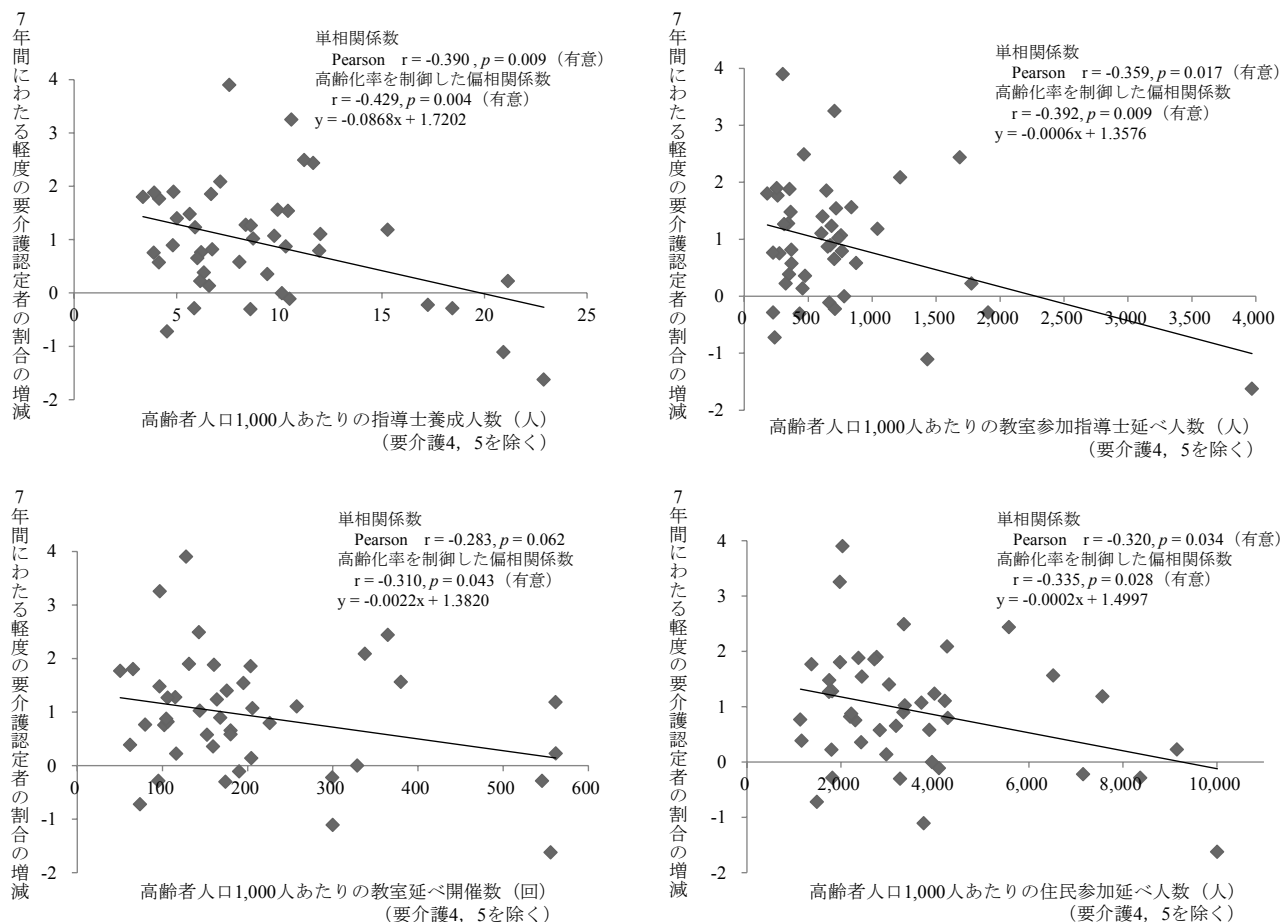 7年間にわたる軽度の要介護認定者の割合の増減
単相関係数
Pearson r = -0.390 , p = 0.009（有意）
高齢化率を制御した偏相関係数
r = -0.429, p = 0.004（有意）
y = -0.0868x + 1.7202
4
3
2
1
0
-1
-2
0 5 10 15 20 25
高齢者人口1,000人あたりの指導士養成人数（人）
（要介護4，5を除く）
7年間にわたる軽度の要介護認定者の割合の増減
単相関係数
Pearson r = -0.359, p = 0.017（有意）
高齢化率を制御した偏相関係数
r = -0.392, p = 0.009（有意）
y = -0.0006x + 1.3576
5
4
3
2
1
0
-1
-2
0 500 1,000 1,500 2,000 2,500 3,000 3,500 4,000
高齢者人口1,000人あたりの教室参加指導士延べ人数（人）
（要介護4，5を除く）
7年間にわたる軽度の要介護認定者の割合の増減
単相関係数
Pearson r = -0.283, p = 0.062
高齢化率を制御した偏相関係数
r = -0.310, p = 0.043（有意）
y = -0.0022x + 1.3820
5
4
3
2
1
0
-1
-2
0 100 200 300 400 500 600
高齢者人口1,000人あたりの教室延べ開催数（回）
（要介護4，5を除く）
7年間にわたる軽度の要介護認定者の割合の増減
単相関係数
Pearson r = -0.320, p = 0.034（有意）
高齢化率を制御した偏相関係数
r = -0.335, p = 0.028（有意）
y = -0.0002x + 1.4997
5
4
3
2
1
0
-1
-2
0 2,000 4,000 6,000 8,000 10,000
高齢者人口1,000人あたりの住民参加延べ人数（人）
（要介護4，5を除く）